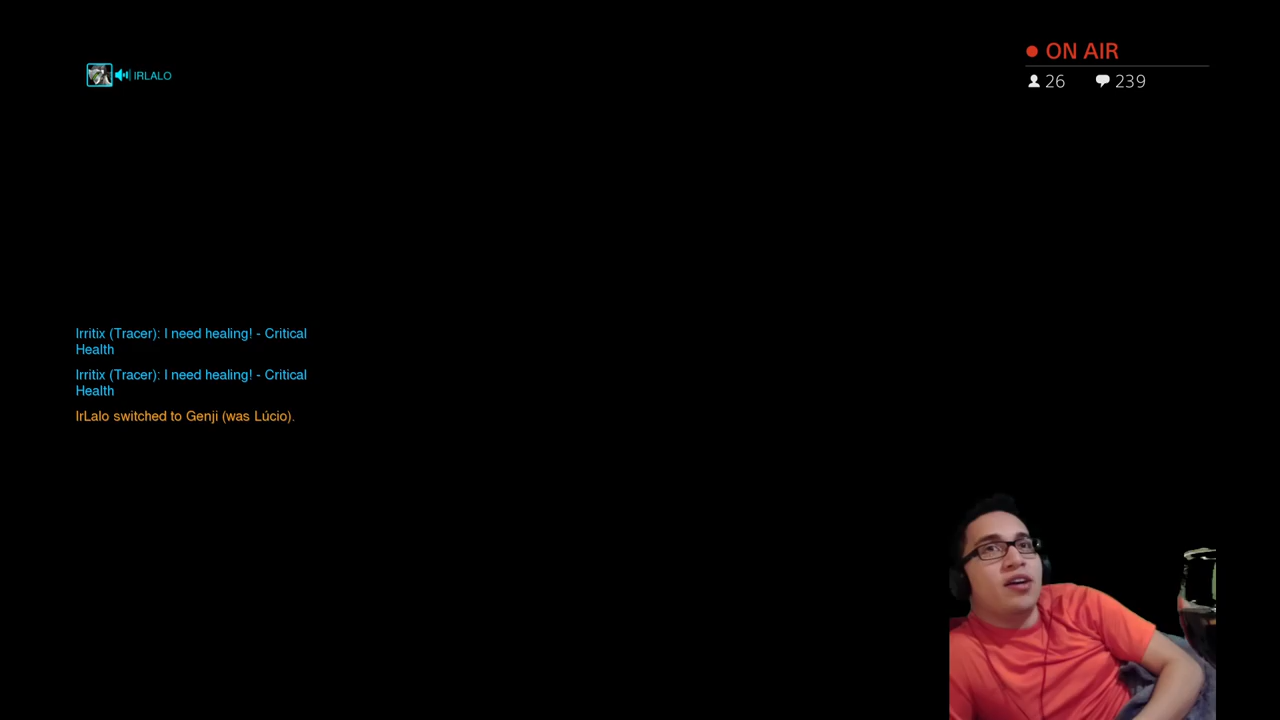 IRLALO
ON AIR
26 239
Irritix (Tracer): I need healing! - Critical
Health
Irritix (Tracer): I need healing! - Critical
Health
IrLalo switched to Genji (was Lúcio).